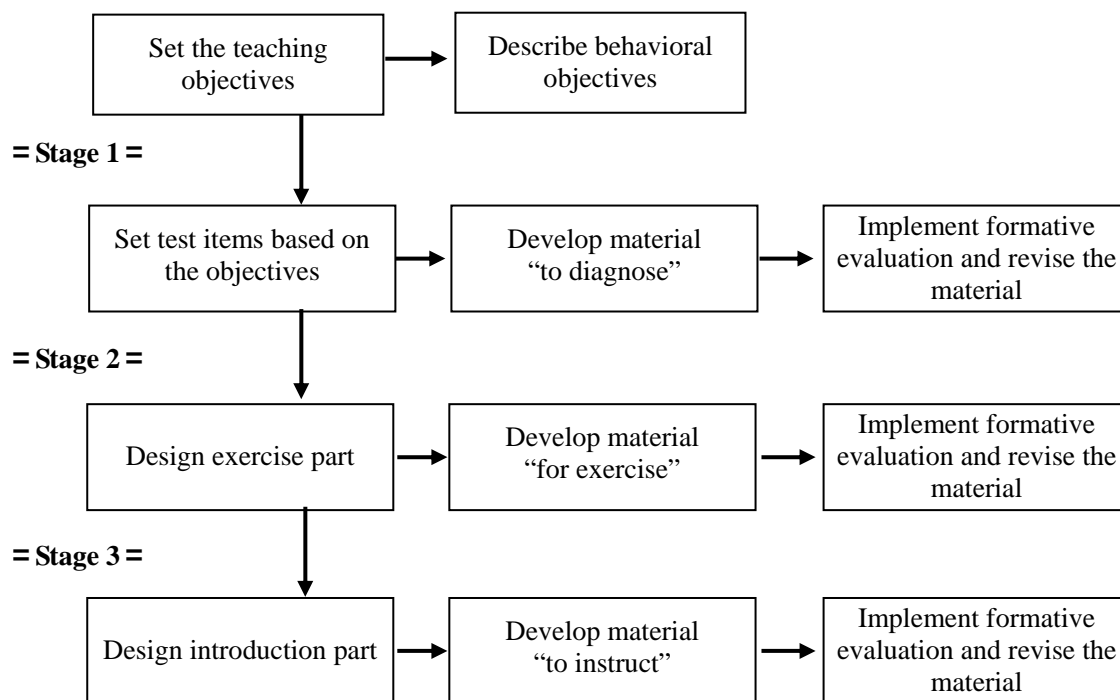 Set the teaching
objectives
Describe behavioral
objectives
= Stage 1 =
Set test items based on
the objectives
Develop material
“to diagnose”
Implement formative
evaluation and revise the
material
= Stage 2 =
Design exercise part
Develop material
“for exercise”
Implement formative
evaluation and revise the
material
= Stage 3 =
Design introduction part
Develop material
“to instruct”
Implement formative
evaluation and revise the
material